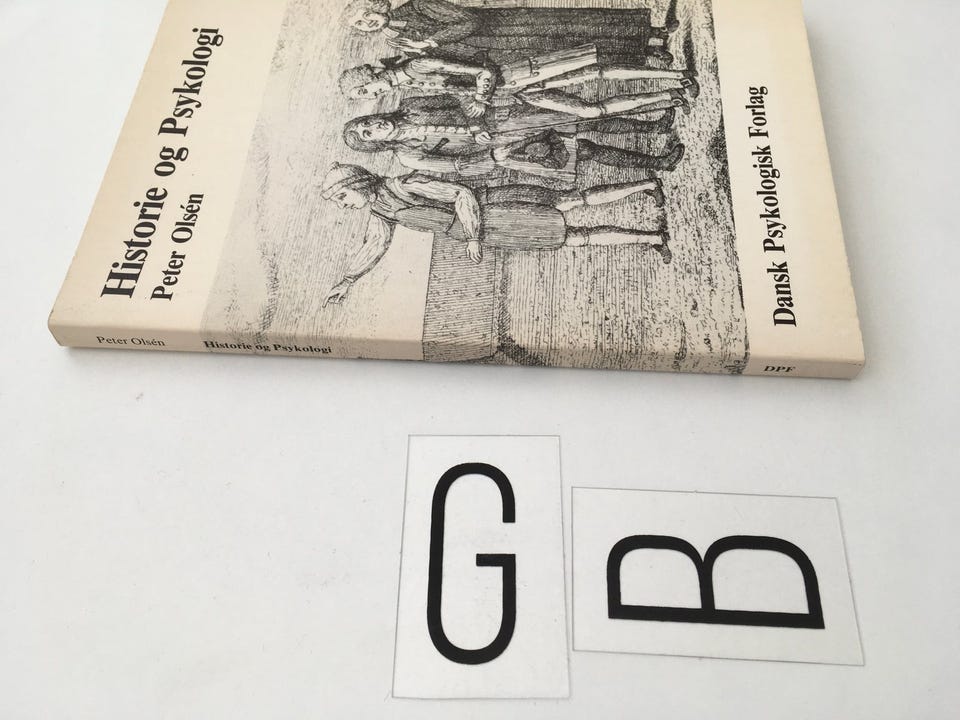 Historie og Psykologi
Peter Olsén
Dansk Psykologisk Forlag
Peter Olsén
Historie og Psykologi
DPF
G
B